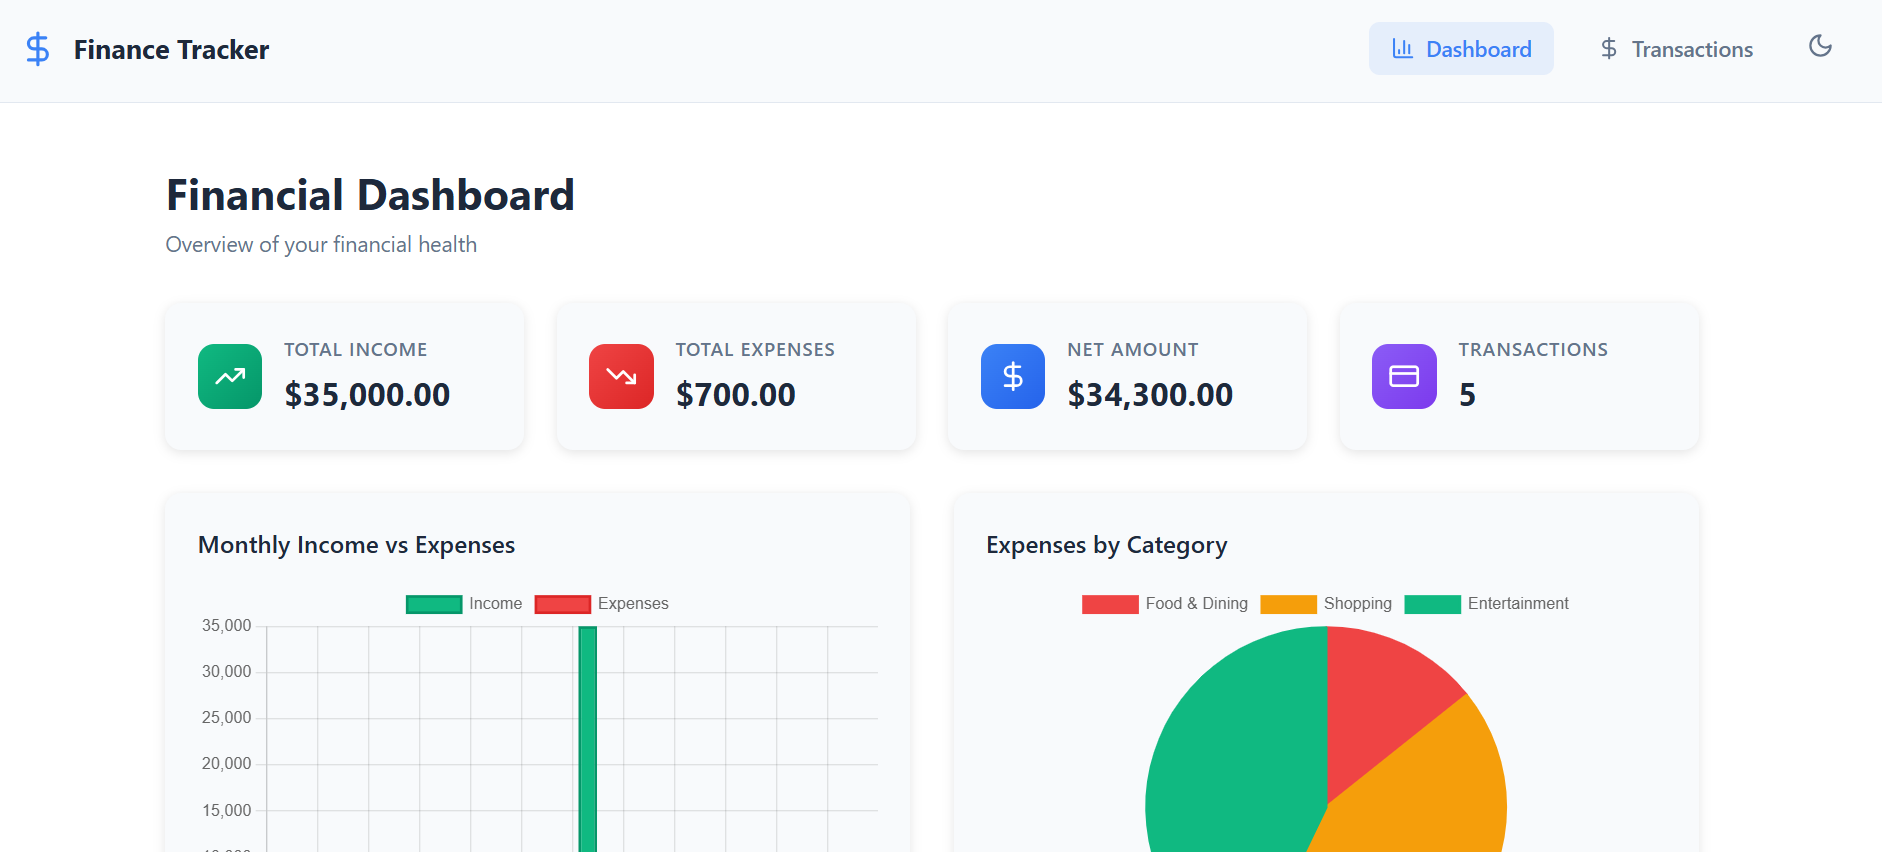 Finance Tracker
Dashboard
Transactions
Financial Dashboard
Overview of your financial health
TOTAL INCOME
$35,000.00
TOTAL EXPENSES
$700.00
NET AMOUNT
$34,300.00
TRANSACTIONS
5
Monthly Income vs Expenses
Income
Expenses
35,000
30,000
25,000
20,000
15,000
Expenses by Category
Food & Dining
Shopping
Entertainment